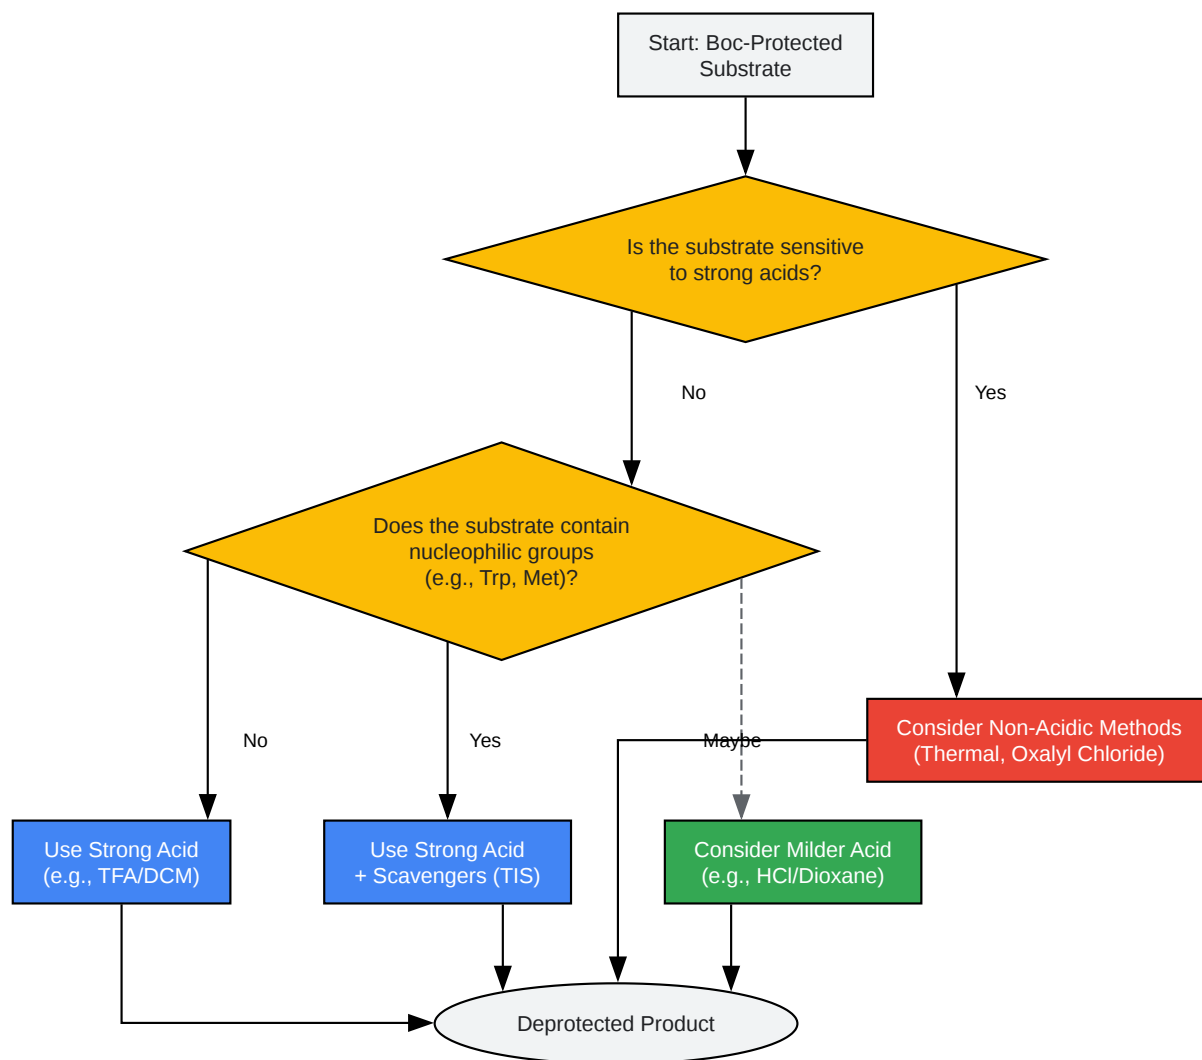 Start: Boc-Protected
Substrate
Is the substrate sensitive
to strong acids?
No
Yes
Does the substrate contain
nucleophilic groups
(e.g., Trp, Met)?
No
Yes
Maybe
Consider Non-Acidic Methods
(Thermal, Oxalyl Chloride)
Use Strong Acid
(e.g., TFA/DCM)
Use Strong Acid
+ Scavengers (TIS)
Consider Milder Acid
(e.g., HCl/Dioxane)
Deprotected Product